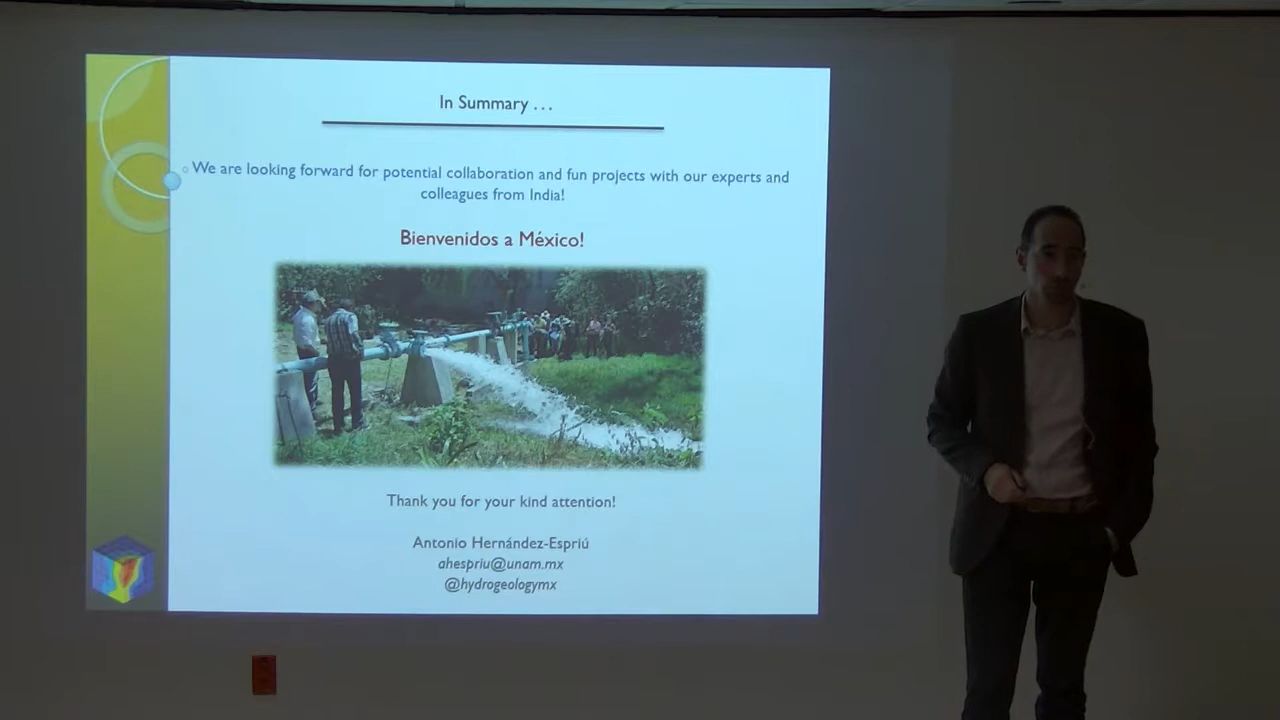 In Summary . . .
We are looking forward for potential collaboration and fun projects with our experts and
colleagues from India!
Bienvenidos a México!
Thank you for your kind attention!
Antonio Hernández-Espriú
ahespriu@unam.mx
@hydrogeologymx